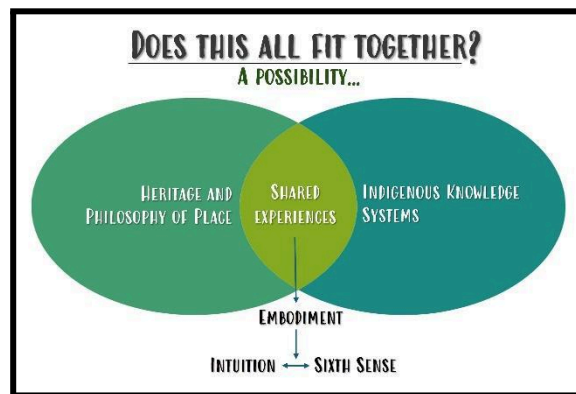 DOES THIS ALL FIT TOGETHER?
A POSSIBILITY...
HERITAGE AND
PHILOSOPHY OF PLACE
SHARED
EXPERIENCES
INDIGENOUS KNOWLEDGE
SYSTEMS
EMBODIMENT
INTUITION
SIXTH SENSE